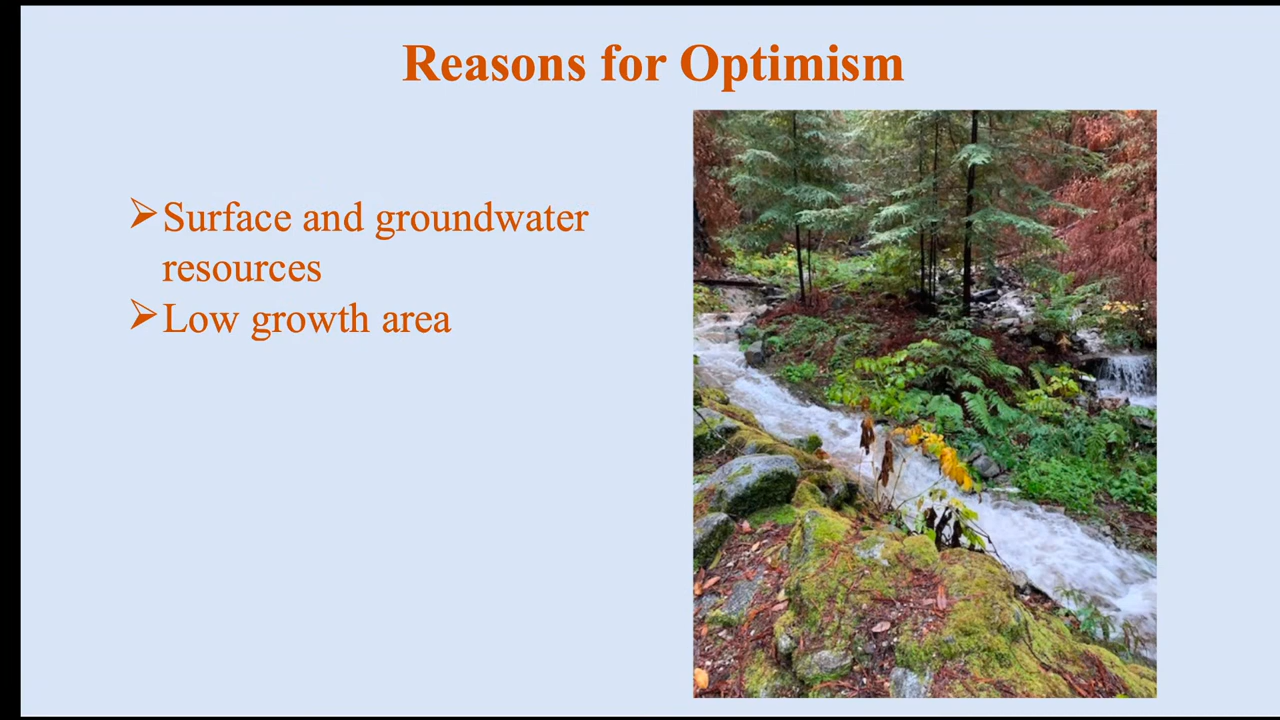 Reasons for Optimism
➢Surface and groundwater
resources
➢Low growth area